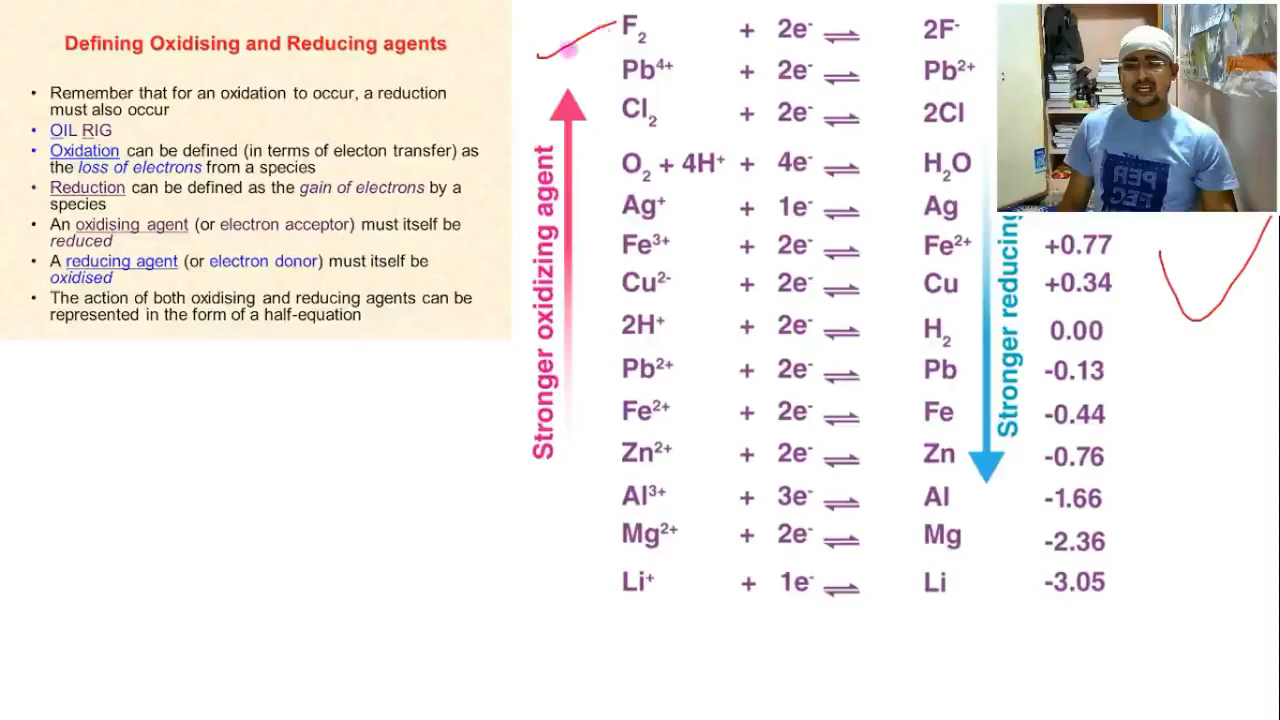 Defining Oxidising and Reducing agents
• Remember that for an oxidation to occur, a reduction
must also occur
• OIL RIG
• Oxidation can be defined (in terms of electon transfer) as
the loss of electrons from a species
• Reduction can be defined as the gain of electrons by a
species
• An oxidising agent (or electron acceptor) must itself be
reduced
• A reducing agent (or electron donor) must itself be
oxidised
• The action of both oxidising and reducing agents can be
represented in the form of a half-equation
Stronger oxidizing agent
F₂ + 2e⁻ ⇌ 2F⁻
Pb⁴⁺ + 2e⁻ ⇌ Pb²⁺
Cl₂ + 2e⁻ ⇌ 2Cl
O₂ + 4H⁺ + 4e⁻ ⇌ H₂O
Ag⁺ + 1e⁻ ⇌ Ag
Fe³⁺ + 2e⁻ ⇌ Fe²⁺ +0.77
Cu²⁻ + 2e⁻ ⇌ Cu +0.34
2H⁺ + 2e⁻ ⇌ H₂ 0.00
Pb²⁺ + 2e⁻ ⇌ Pb -0.13
Fe²⁺ + 2e⁻ ⇌ Fe -0.44
Zn²⁺ + 2e⁻ ⇌ Zn -0.76
Al³⁺ + 3e⁻ ⇌ Al -1.66
Mg²⁺ + 2e⁻ ⇌ Mg -2.36
Li⁺ + 1e⁻ ⇌ Li -3.05
Stronger reducing
PER
FEC